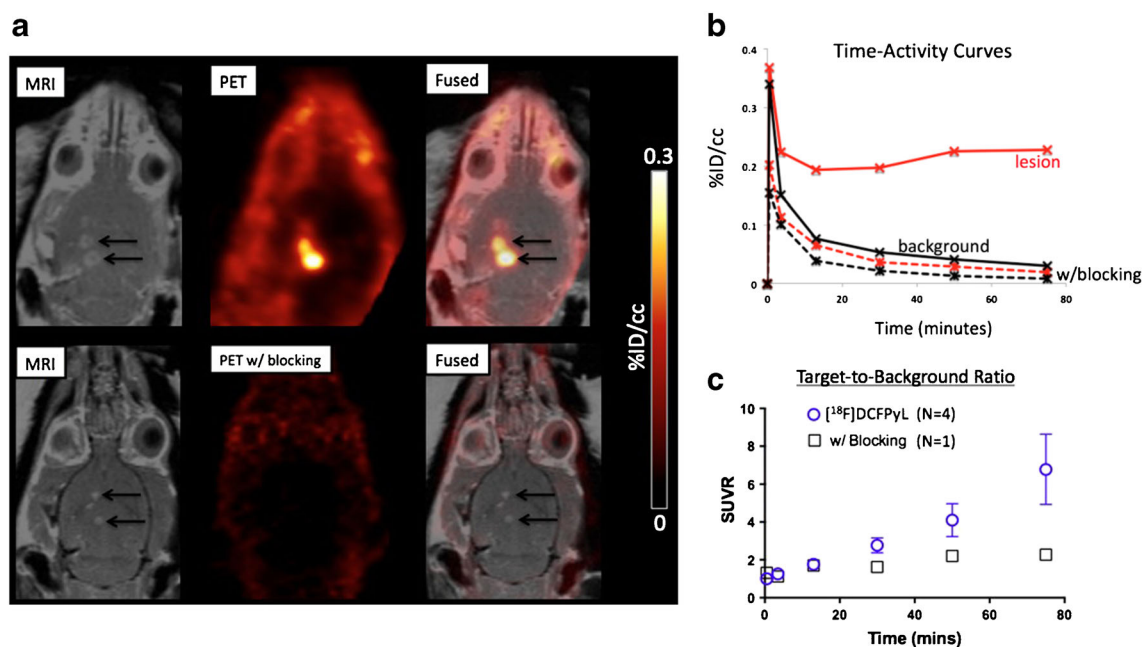 a
MRI
PET
Fused
MRI
PET w/ blocking
Fused
0.3
%ID/cc
0
b
Time-Activity Curves
0.4
0.3
0.2
0.1
0
%ID/cc
lesion
background
w/blocking
0
20
40
60
80
Time (minutes)
c
Target-to-Background Ratio
[¹⁸F]DCFPyL (N=4)
w/ Blocking (N=1)
10
8
6
4
2
0
SUVR
0
20
40
60
80
Time (mins)